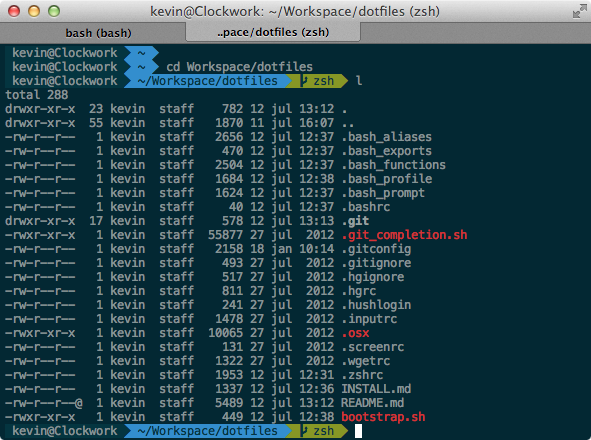 kevin@Clockwork: ~/Workspace/dotfiles (zsh)
bash (bash) ..pace/dotfiles (zsh)
kevin@Clockwork ~
kevin@Clockwork ~ cd Workspace/dotfiles
kevin@Clockwork ~/Workspace/dotfiles zsh l
total 288
drwxr-xr-x 23 kevin staff 782 12 jul 13:12 .
drwxr-xr-x 55 kevin staff 1870 11 jul 16:07 ..
-rw-r--r-- 1 kevin staff 2656 12 jul 12:37 .bash_aliases
-rw-r--r-- 1 kevin staff 470 12 jul 12:37 .bash_exports
-rw-r--r-- 1 kevin staff 2504 12 jul 12:37 .bash_functions
-rw-r--r-- 1 kevin staff 1684 12 jul 12:38 .bash_profile
-rw-r--r-- 1 kevin staff 1624 12 jul 12:37 .bash_prompt
-rw-r--r-- 1 kevin staff 40 12 jul 12:37 .bashrc
drwxr-xr-x 17 kevin staff 578 12 jul 13:13 .git
-rwxr-xr-x 1 kevin staff 55877 27 jul 2012 .git_completion.sh
-rw-r--r-- 1 kevin staff 2158 18 jan 10:14 .gitconfig
-rw-r--r-- 1 kevin staff 493 27 jul 2012 .gitignore
-rw-r--r-- 1 kevin staff 517 27 jul 2012 .hgignore
-rw-r--r-- 1 kevin staff 811 27 jul 2012 .hgrc
-rw-r--r-- 1 kevin staff 241 27 jul 2012 .hushlogin
-rw-r--r-- 1 kevin staff 1478 27 jul 2012 .inputrc
-rwxr-xr-x 1 kevin staff 10065 27 jul 2012 .osx
-rw-r--r-- 1 kevin staff 131 27 jul 2012 .screenrc
-rw-r--r-- 1 kevin staff 1322 27 jul 2012 .wgetrc
-rw-r--r-- 1 kevin staff 1953 12 jul 12:31 .zshrc
-rw-r--r-- 1 kevin staff 1337 12 jul 12:36 INSTALL.md
-rw-r--r--@ 1 kevin staff 5489 12 jul 13:12 README.md
-rwxr-xr-x 1 kevin staff 449 12 jul 12:38 bootstrap.sh
kevin@Clockwork ~/Workspace/dotfiles zsh